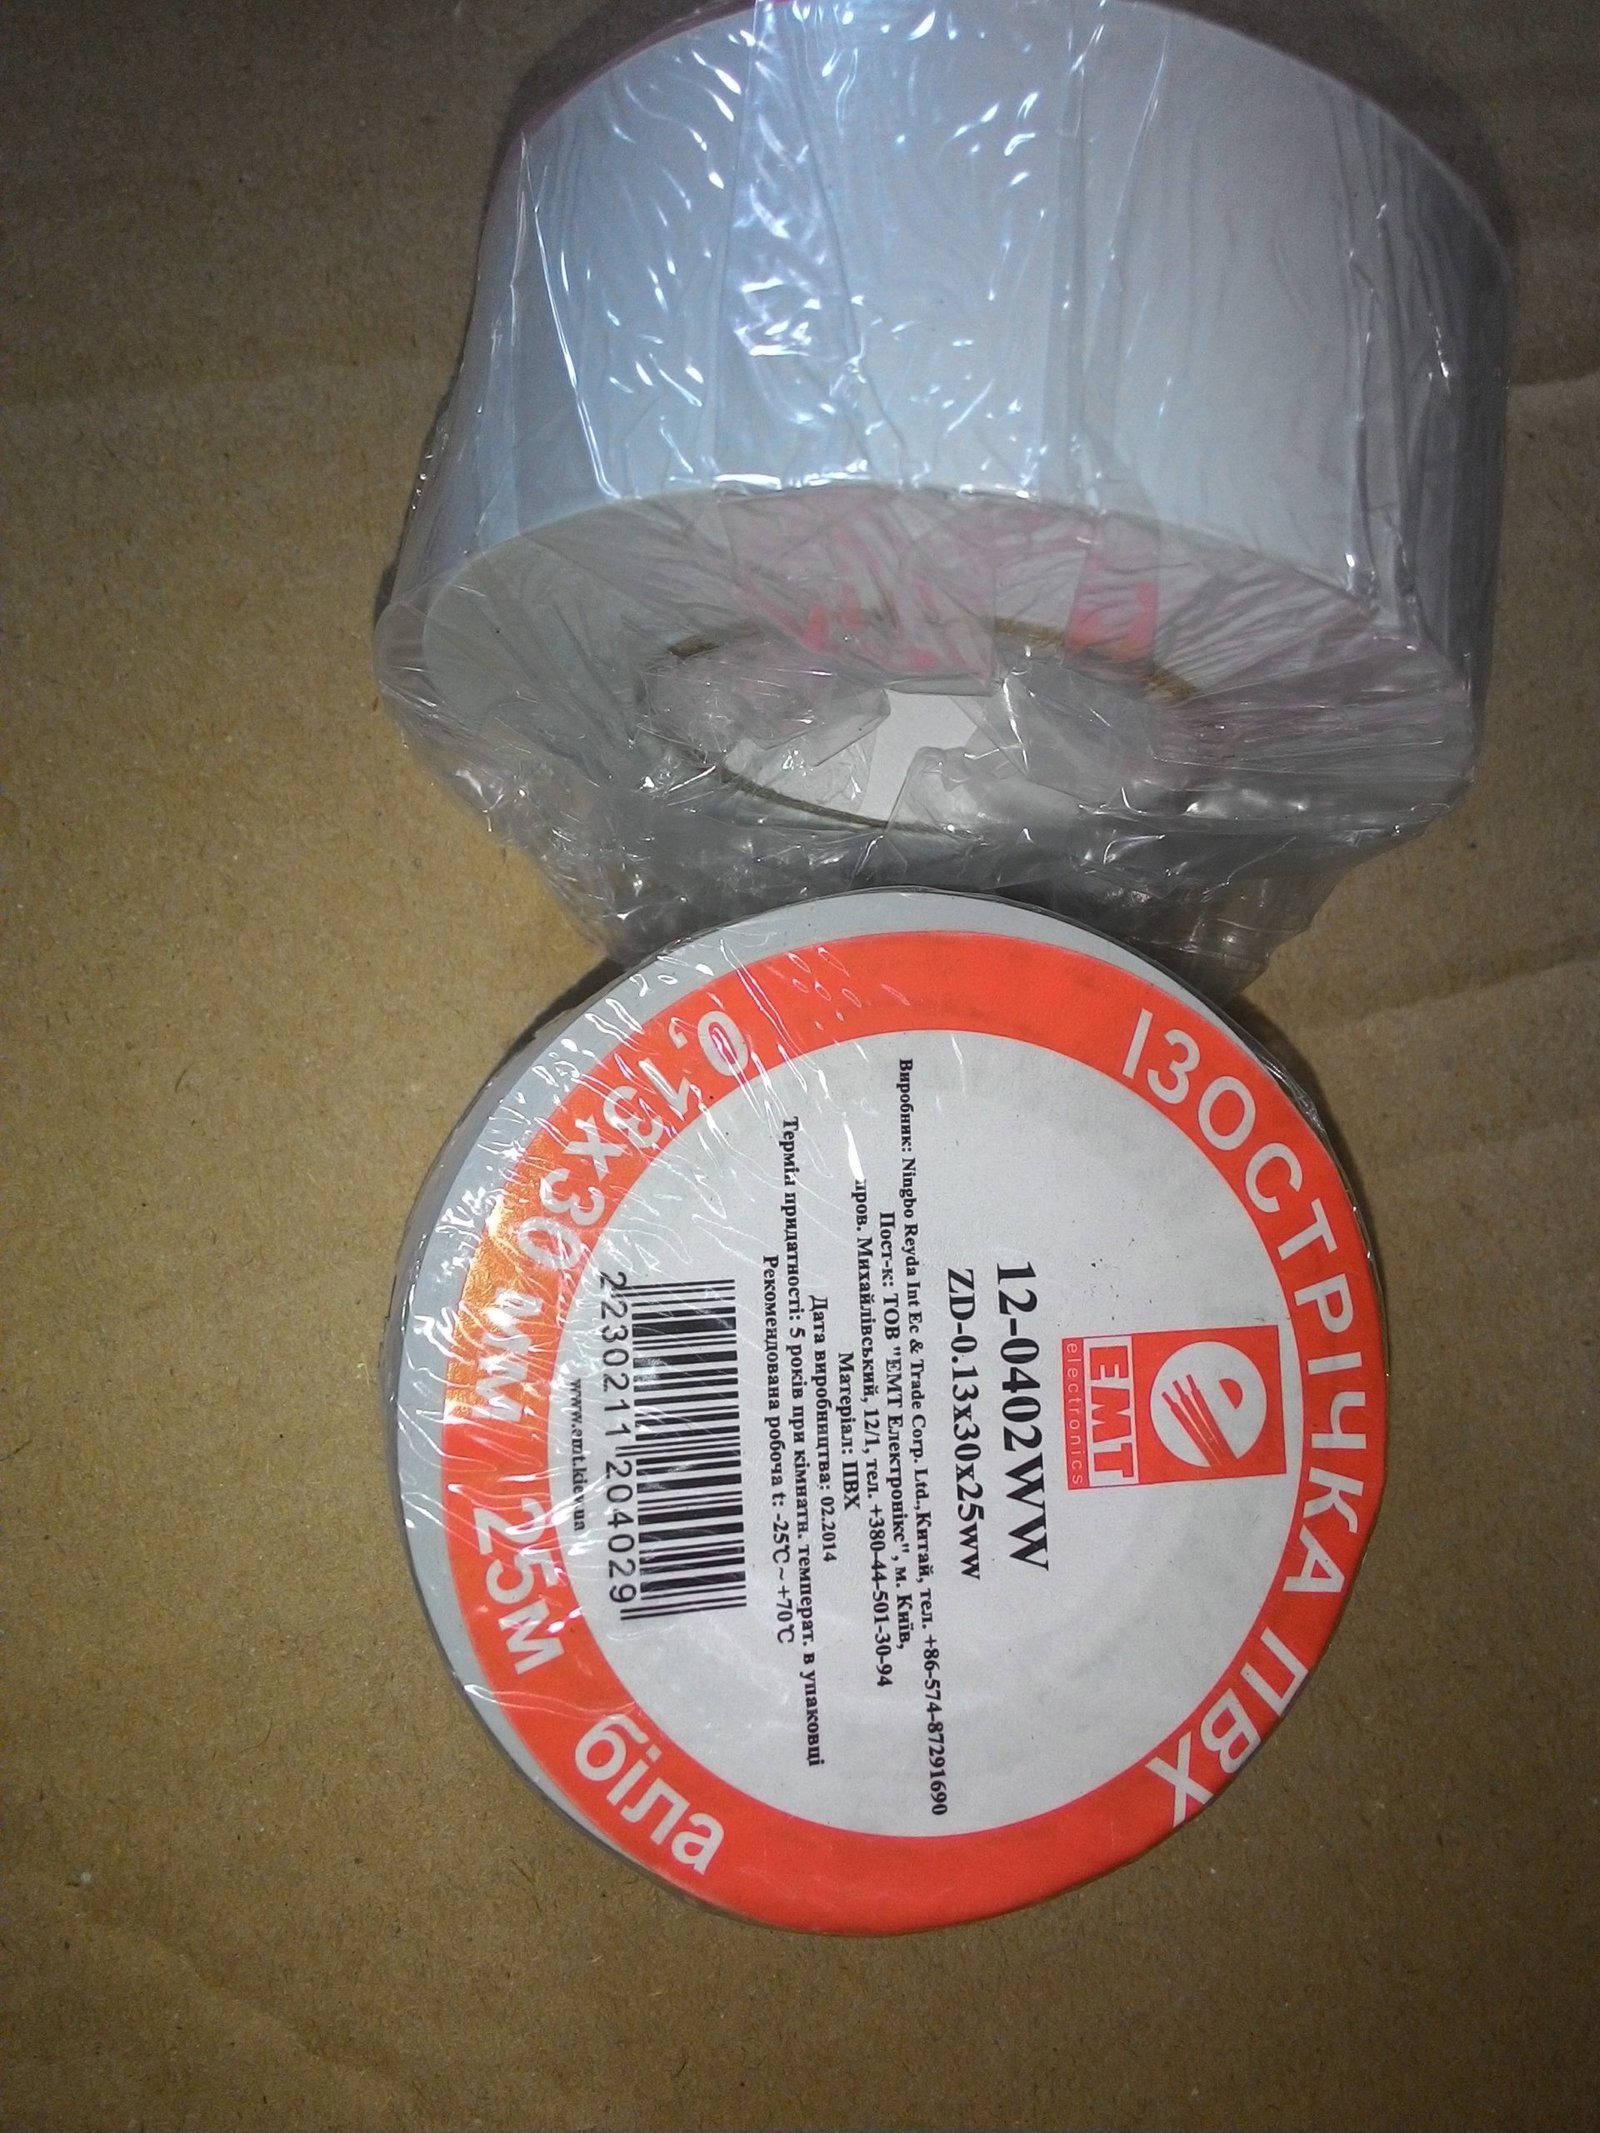 ІЗОСТРІЧКА ПВХ
e
EMT
electronics
12-0402WW
ZD-0.13x30x25ww
Виробник: Ningbo Reyda Int Ec & Trade Corp. Ltd.,Китай, тел. +86-574-87291690
Пост-к: ТОВ "ЕМТ Електронікс", м. Київ,
пров. Михайлівський, 12/1, тел. +380-44-501-30-94
Матеріал: ПВХ
Дата виробництва: 02.2014
Термін придатності: 5 років при кімнатн. температ. в упаковці
Рекомендована робоча t: -25℃~+70℃
2230211204029
www.emt.kiev.ua
0,13x30 мм 25м біла